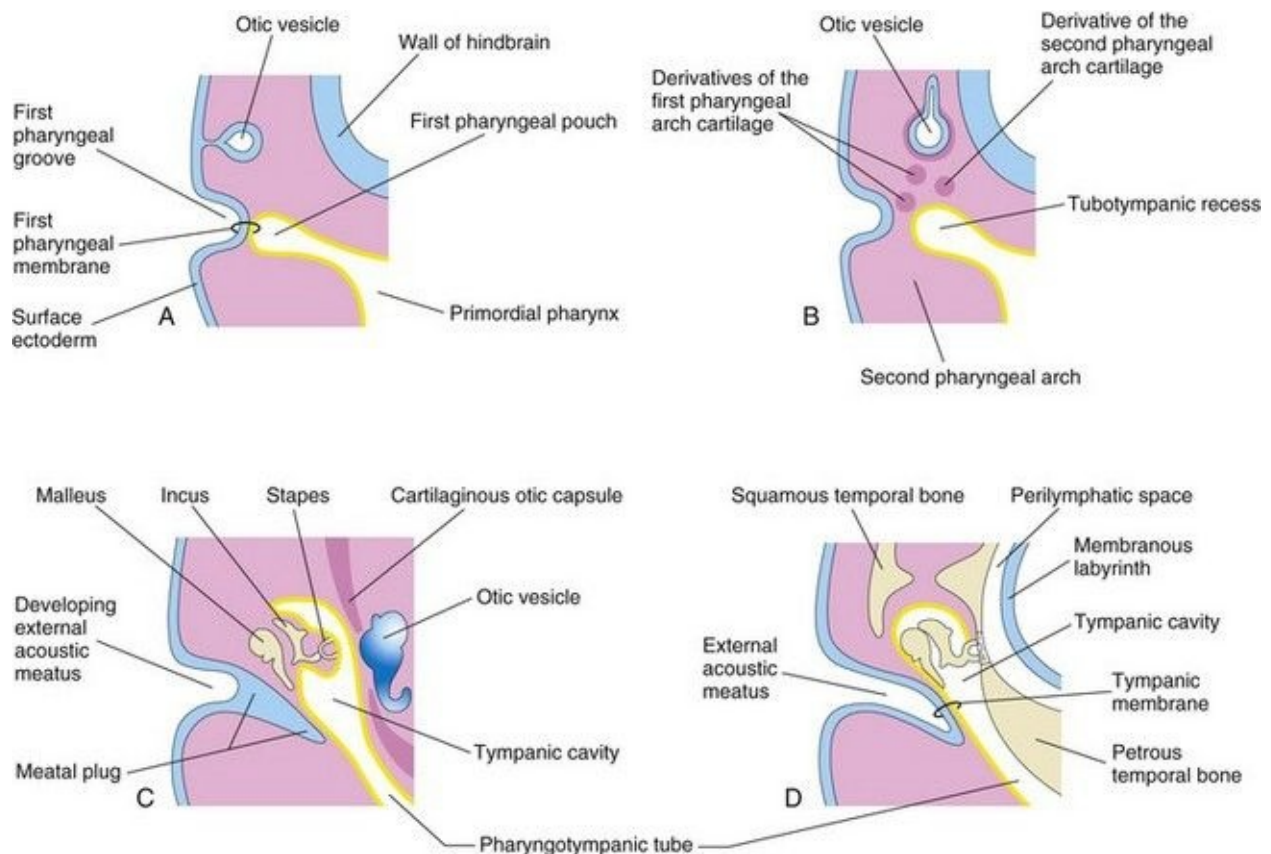 Otic vesicle
Wall of hindbrain
First
pharyngeal
groove
First pharyngeal pouch
First
pharyngeal
membrane
Surface
ectoderm
A
Primordial pharynx
Otic vesicle
Derivative of the
second pharyngeal
arch cartilage
Derivatives of the
first pharyngeal
arch cartilage
Tubotympanic recess
B
Second pharyngeal arch
Malleus
Incus
Stapes
Cartilaginous otic capsule
Developing
external
acoustic
meatus
Otic vesicle
Meatal plug
Tympanic cavity
C
Squamous temporal bone
Perilymphatic space
Membranous
labyrinth
Tympanic cavity
External
acoustic
meatus
Tympanic
membrane
Petrous
temporal bone
D
Pharyngotympanic tube